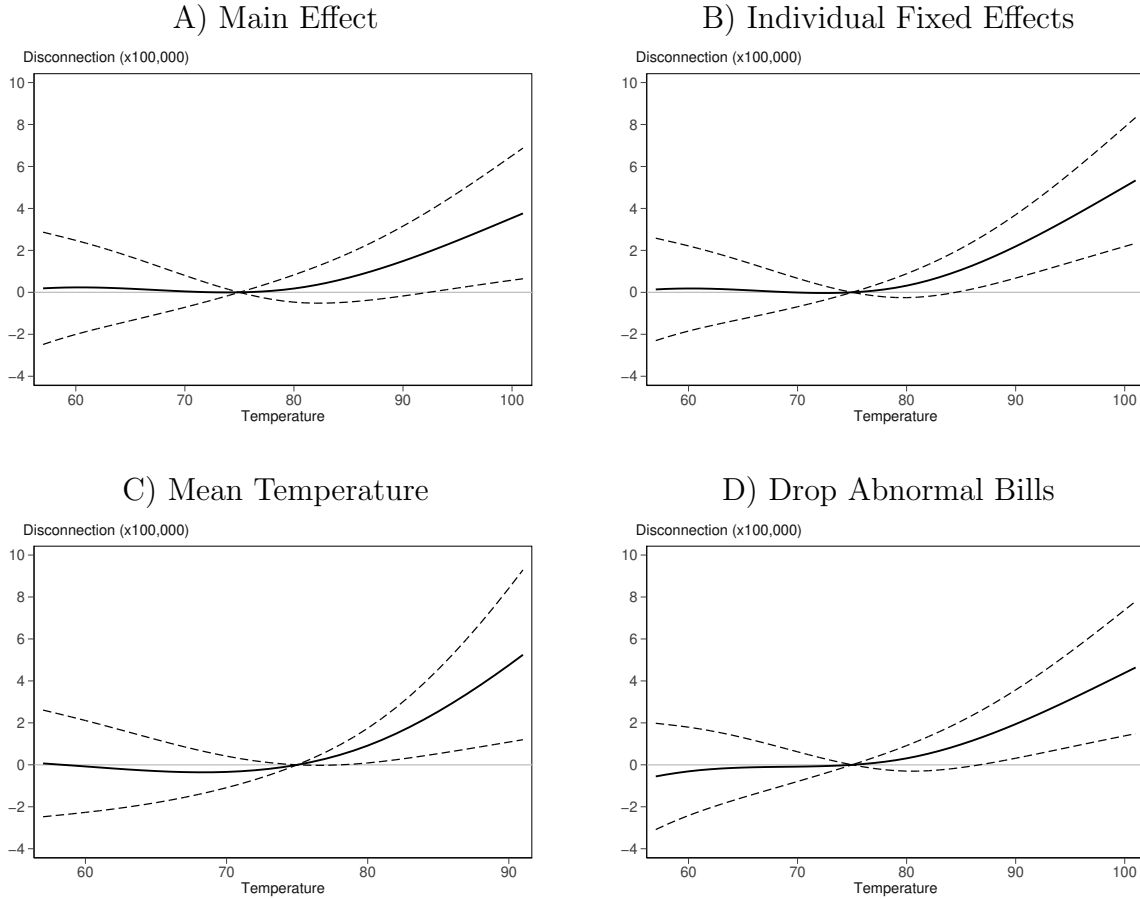 A) Main Effect
Disconnection (x100,000)
10
8
6
4
2
0
−2
−4
60 70 80 90 100
Temperature
B) Individual Fixed Effects
Disconnection (x100,000)
10
8
6
4
2
0
−2
−4
60 70 80 90 100
Temperature
C) Mean Temperature
Disconnection (x100,000)
10
8
6
4
2
0
−2
−4
60 70 80 90
Temperature
D) Drop Abnormal Bills
Disconnection (x100,000)
10
8
6
4
2
0
−2
−4
60 70 80 90 100
Temperature